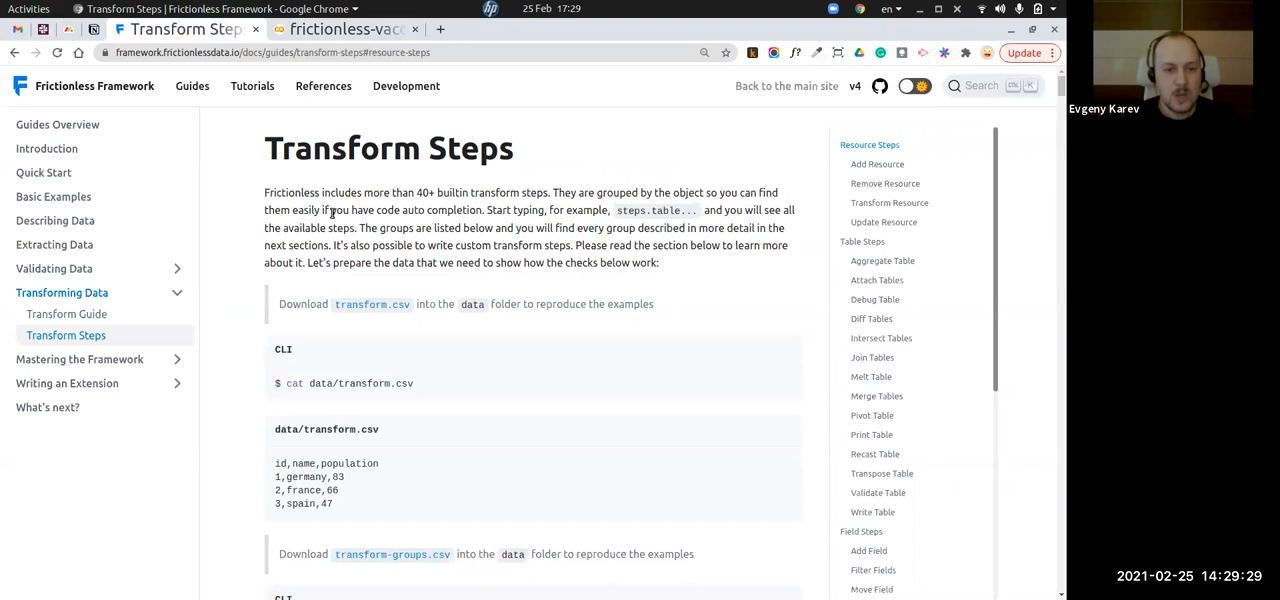 Activities
Transform Steps | Frictionless Framework - Google Chrome
25 Feb 17:29
en
Transform Steps
frictionless-vacc
framework.frictionlessdata.io/docs/guides/transform-steps#resource-steps
Update
Frictionless Framework
Guides
Tutorials
References
Development
Back to the main site
v4
Search
K
Evgeny Karev
Guides Overview
Introduction
Quick Start
Basic Examples
Describing Data
Extracting Data
Validating Data
Transforming Data
Transform Guide
Transform Steps
Mastering the Framework
Writing an Extension
What's next?
Transform Steps
Frictionless includes more than 40+ builtin transform steps. They are grouped by the object so you can find
them easily if you have code auto completion. Start typing, for example, steps.table... and you will see all
the available steps. The groups are listed below and you will find every group described in more detail in the
next sections. It's also possible to write custom transform steps. Please read the section below to learn more
about it. Let's prepare the data that we need to show how the checks below work:
Download transform.csv into the data folder to reproduce the examples
CLI
$ cat data/transform.csv
data/transform.csv
id,name,population
1,germany,83
2,france,66
3,spain,47
Download transform-groups.csv into the data folder to reproduce the examples
CLI
Resource Steps
Add Resource
Remove Resource
Transform Resource
Update Resource
Table Steps
Aggregate Table
Attach Tables
Debug Table
Diff Tables
Intersect Tables
Join Tables
Melt Table
Merge Tables
Pivot Table
Print Table
Recast Table
Transpose Table
Validate Table
Write Table
Field Steps
Add Field
Filter Fields
Move Field
2021-02-25 14:29:29